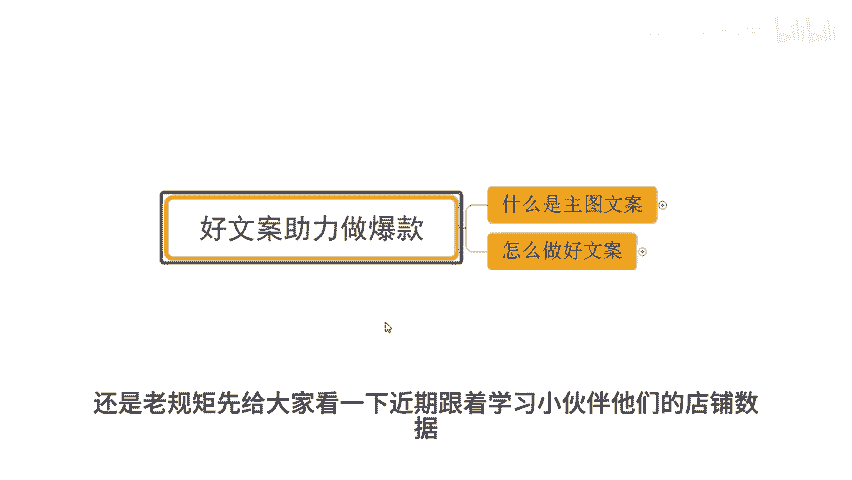 bilibili
什么是主图文案
好文案助力做爆款
怎么做好文案
还是老规矩先给大家看一下近期跟着学习小伙伴他们的店铺数
据